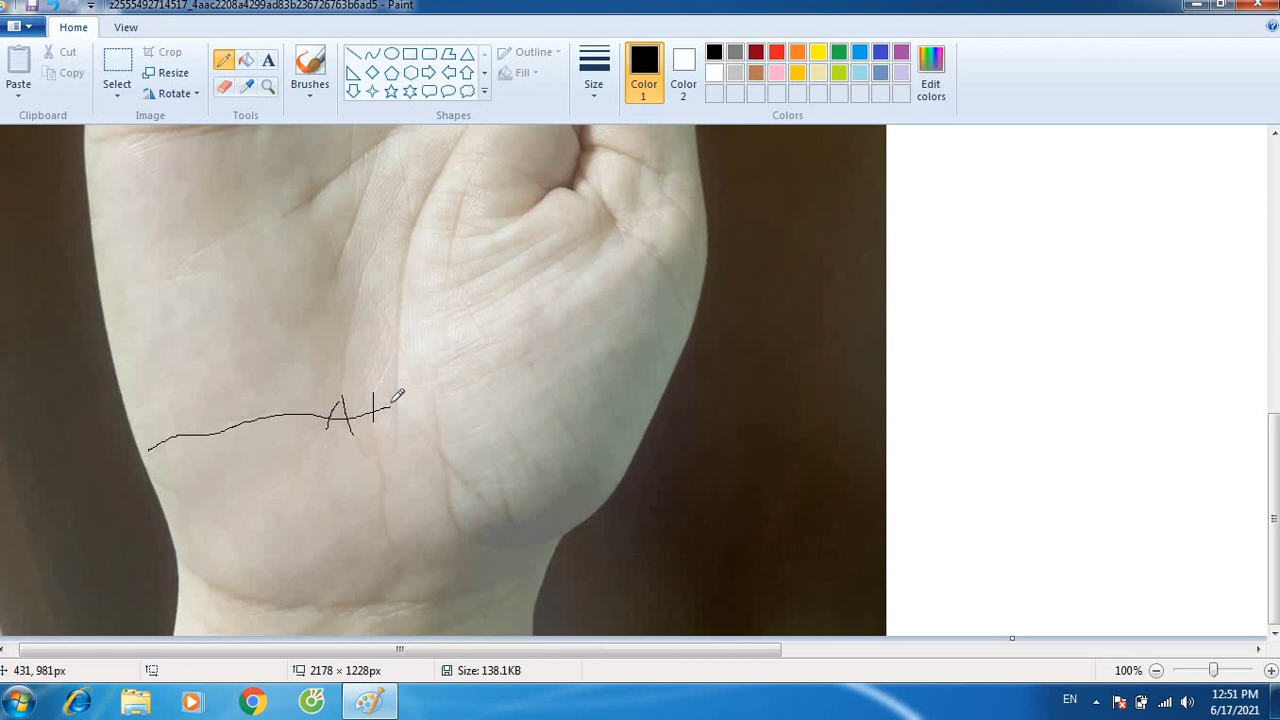 z2555492714517_4aac2208a4299ad83b236726763b6ad5 - Paint
Home View
Paste
Cut
Copy
Clipboard
Select
Crop
Resize
Rotate
Image
A
Tools
Brushes
Shapes
Outline
Fill
Size
Color 1
Color 2
Edit colors
Colors
431, 981px
2178 × 1228px
Size: 138.1KB
100%
EN
12:51 PM
6/17/2021